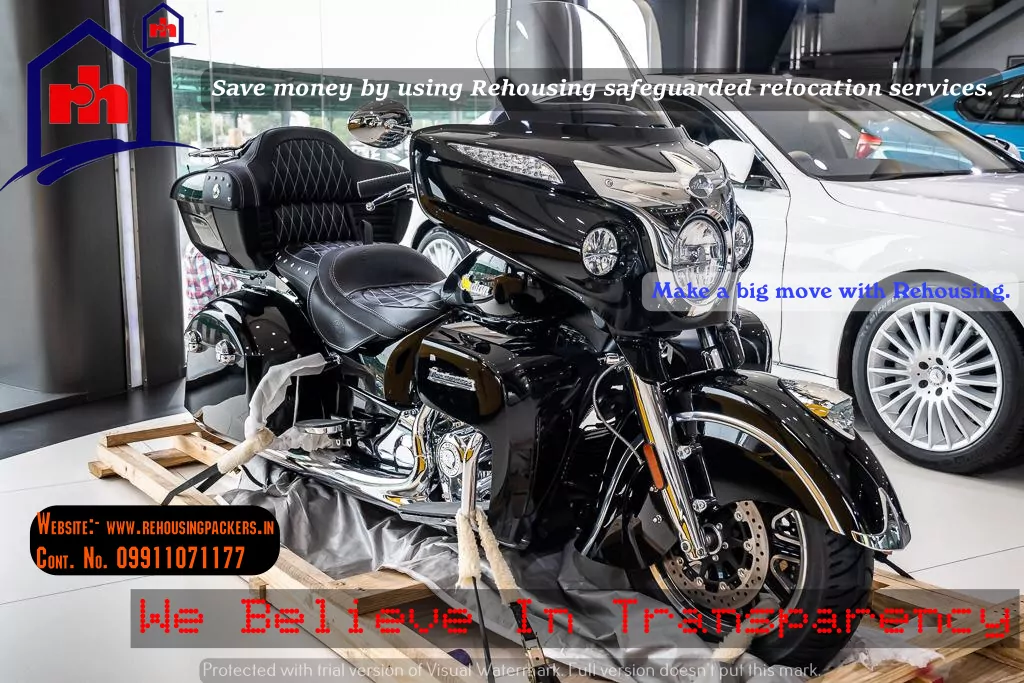 rh
rh
Save money by using Rehousing safeguarded relocation services.
Make a big move with Rehousing.
Website:- www.rehousingpackers.in
Cont. No. 09911071177
We Believe In Transparency
Protected with trial version of Visual Watermark. Full version doesn't put this mark.